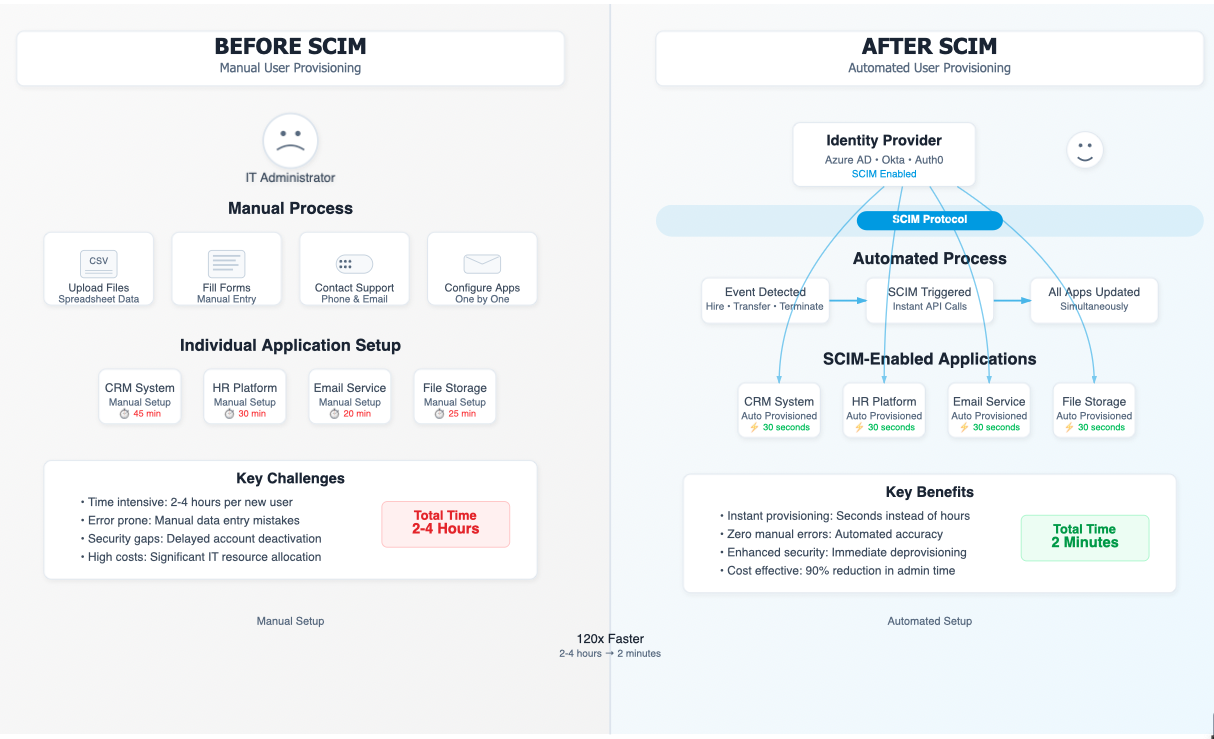 BEFORE SCIM
Manual User Provisioning
IT Administrator
Manual Process
CSV
Upload Files
Spreadsheet Data
Fill Forms
Manual Entry
Contact Support
Phone & Email
Configure Apps
One by One
Individual Application Setup
CRM System
Manual Setup
⏱ 45 min
HR Platform
Manual Setup
⏱ 30 min
Email Service
Manual Setup
⏱ 20 min
File Storage
Manual Setup
⏱ 25 min
Key Challenges
• Time intensive: 2-4 hours per new user
• Error prone: Manual data entry mistakes
• Security gaps: Delayed account deactivation
• High costs: Significant IT resource allocation
Total Time
2-4 Hours
Manual Setup
AFTER SCIM
Automated User Provisioning
Identity Provider
Azure AD • Okta • Auth0
SCIM Enabled
SCIM Protocol
Automated Process
Event Detected
Hire • Transfer • Terminate
SCIM Triggered
Instant API Calls
All Apps Updated
Simultaneously
SCIM-Enabled Applications
CRM System
Auto Provisioned
⚡ 30 seconds
HR Platform
Auto Provisioned
⚡ 30 seconds
Email Service
Auto Provisioned
⚡ 30 seconds
File Storage
Auto Provisioned
⚡ 30 seconds
Key Benefits
• Instant provisioning: Seconds instead of hours
• Zero manual errors: Automated accuracy
• Enhanced security: Immediate deprovisioning
• Cost effective: 90% reduction in admin time
Total Time
2 Minutes
Automated Setup
120x Faster
2-4 hours → 2 minutes